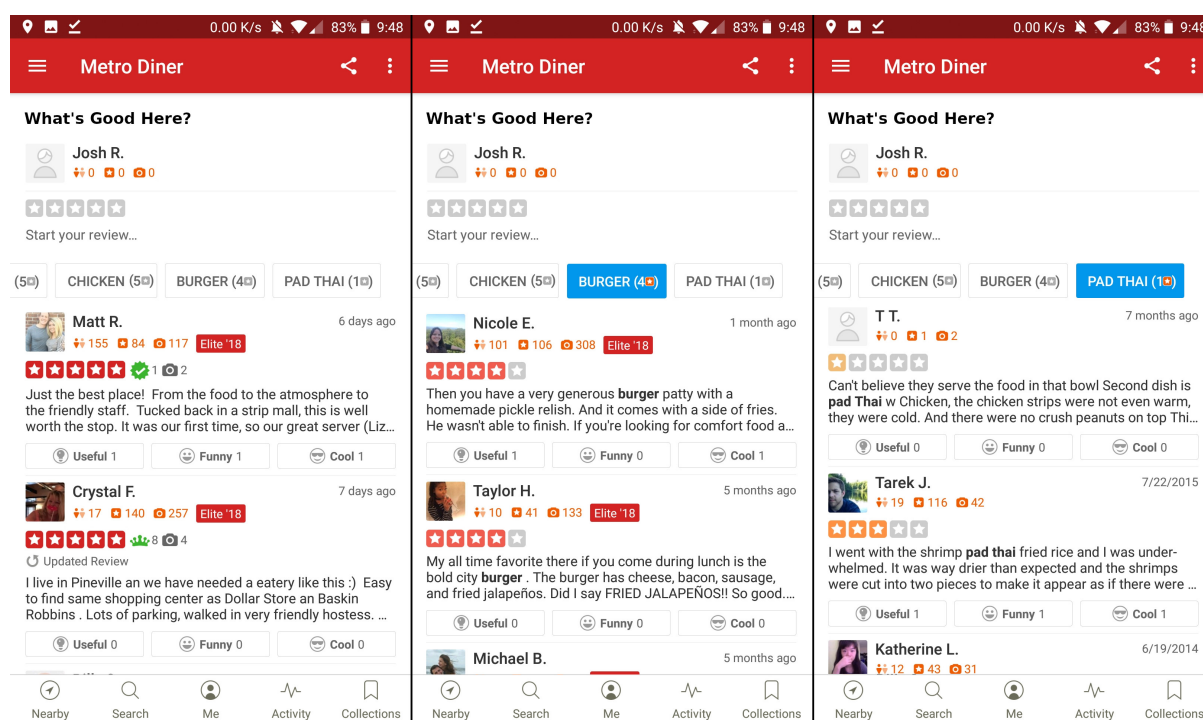 0.00 K/s 83% 9:48
Metro Diner
What's Good Here?
Josh R.
0 0 0
Start your review...
(5) CHICKEN (5) BURGER (4) PAD THAI (1)
Matt R. 6 days ago
155 84 117 Elite '18
1 2
Just the best place! From the food to the atmosphere to
the friendly staff. Tucked back in a strip mall, this is well
worth the stop. It was our first time, so our great server (Liz...
Useful 1 Funny 1 Cool 1
Crystal F. 7 days ago
17 140 257 Elite '18
8 4
Updated Review
I live in Pineville an we have needed a eatery like this :) Easy
to find same shopping center as Dollar Store an Baskin
Robbins . Lots of parking, walked in very friendly hostess. ...
Useful 0 Funny 0 Cool 0
Nearby Search Me Activity Collections
0.00 K/s 83% 9:48
Metro Diner
What's Good Here?
Josh R.
0 0 0
Start your review...
(5) CHICKEN (5) BURGER (4) PAD THAI (1)
Nicole E. 1 month ago
101 106 308 Elite '18
Then you have a very generous burger patty with a
homemade pickle relish. And it comes with a side of fries.
He wasn't able to finish. If you're looking for comfort food a...
Useful 1 Funny 0 Cool 1
Taylor H. 5 months ago
10 41 133 Elite '18
My all time favorite there if you come during lunch is the
bold city burger . The burger has cheese, bacon, sausage,
and fried jalapeños. Did I say FRIED JALAPEÑOS!! So good....
Useful 0 Funny 0 Cool 0
Michael B. 5 months ago
Nearby Search Me Activity Collections
0.00 K/s 83% 9:48
Metro Diner
What's Good Here?
Josh R.
0 0 0
Start your review...
(5) CHICKEN (5) BURGER (4) PAD THAI (1)
T T. 7 months ago
0 1 2
Can't believe they serve the food in that bowl Second dish is
pad Thai w Chicken, the chicken strips were not even warm,
they were cold. And there were no crush peanuts on top Thi...
Useful 0 Funny 0 Cool 0
Tarek J. 7/22/2015
19 116 42
I went with the shrimp pad thai fried rice and I was under-
whelmed. It was way drier than expected and the shrimps
were cut into two pieces to make it appear as if there were ...
Useful 1 Funny 1 Cool 1
Katherine L. 6/19/2014
12 43 31
Nearby Search Me Activity Collections